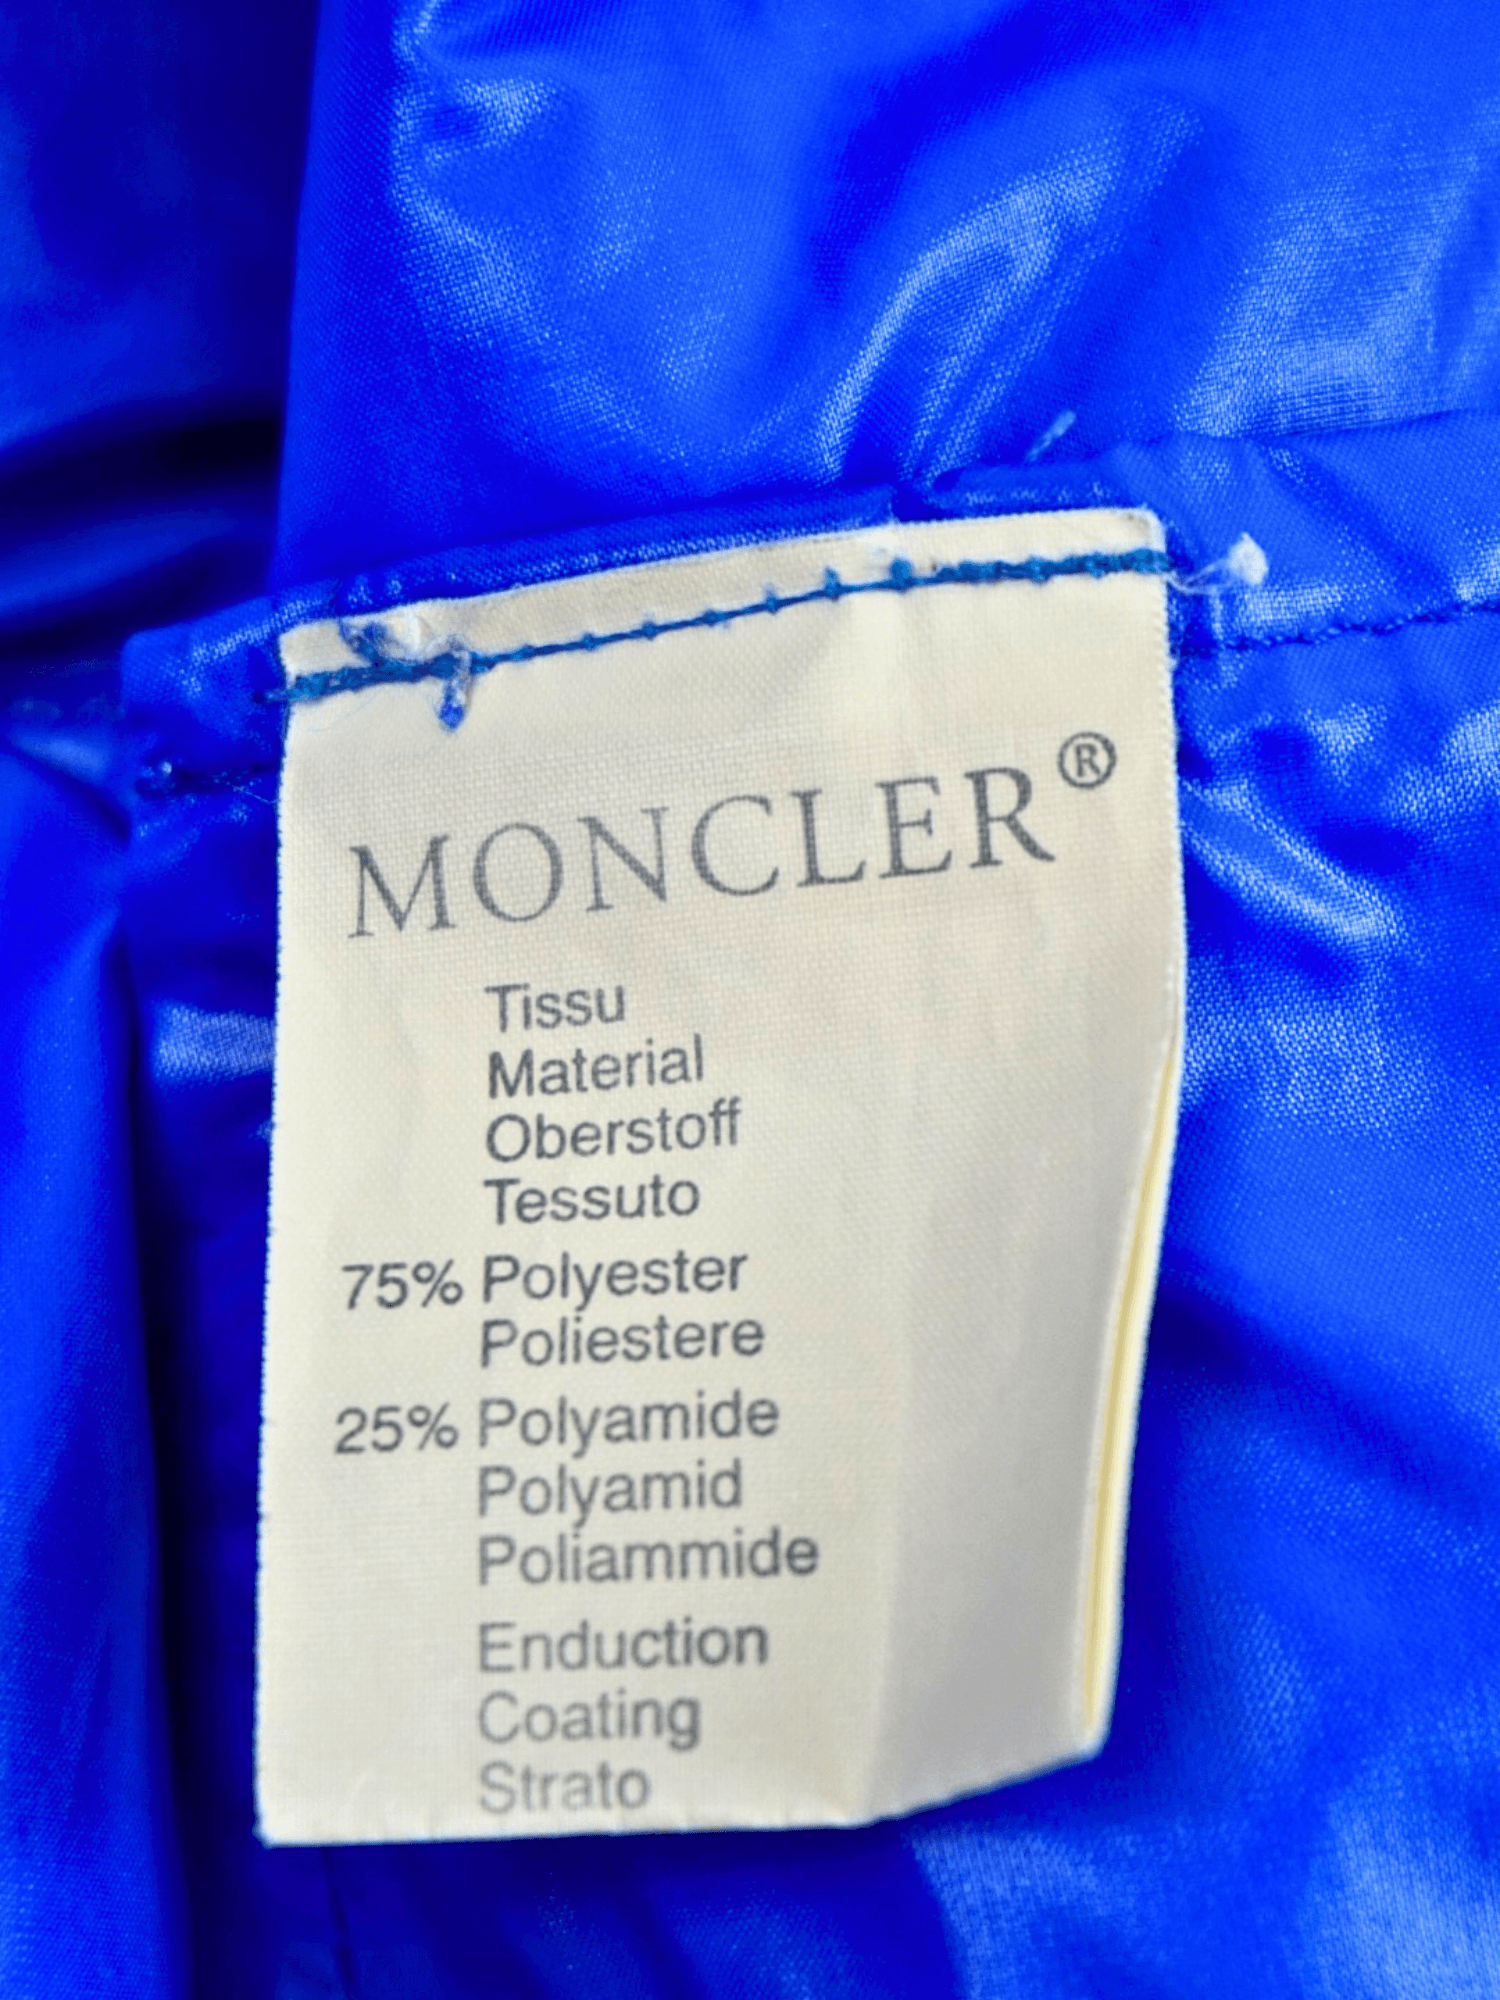 MONCLER®
Tissu
Material
Oberstoff
Tessuto
75% Polyester
Poliestere
25% Polyamide
Polyamid
Poliammide
Enduction
Coating
Strato